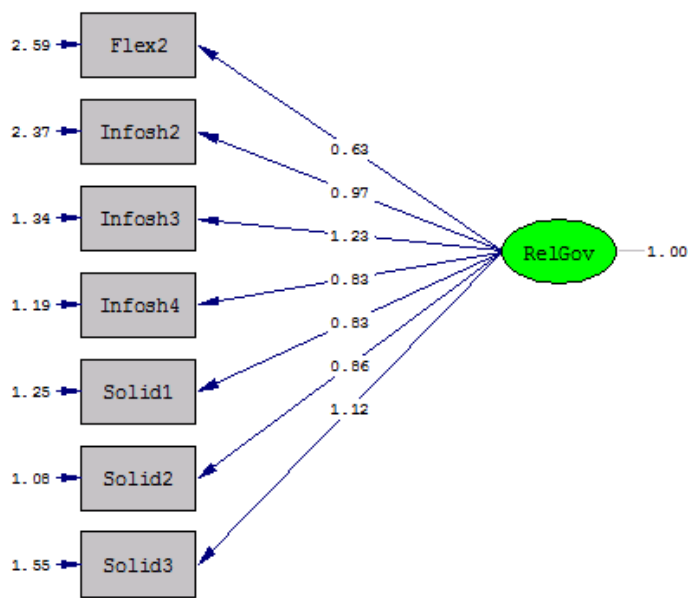 2.59 Flex2
0.63
2.37 Infosh2
0.97
1.34 Infosh3
1.23
RelGov 1.00
1.19 Infosh4
0.83
0.83
1.25 Solid1
0.86
1.12
1.08 Solid2
1.55 Solid3